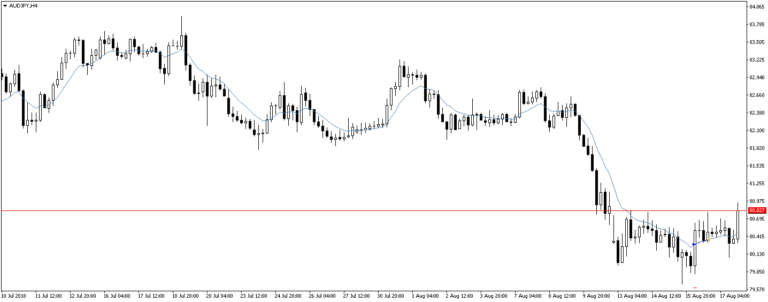 AUDJPY,H4
84.065
83.785
83.505
83.225
82.940
82.660
82.380
82.100
81.820
81.535
81.255
80.975
80.827
80.695
80.415
79.850
79.570
10 Jul 2018
11 Jul 12:00
12 Jul 20:00
16 Jul 04:00
17 Jul 12:00
18 Jul 20:00
20 Jul 04:00
23 Jul 12:00
24 Jul 20:00
26 Jul 04:00
27 Jul 12:00
30 Jul 20:00
1 Aug 04:00
2 Aug 12:00
3 Aug 20:00
7 Aug 04:00
8 Aug 12:00
9 Aug 20:00
13 Aug 04:00
14 Aug 12:00
15 Aug 20:00
17 Aug 04:00